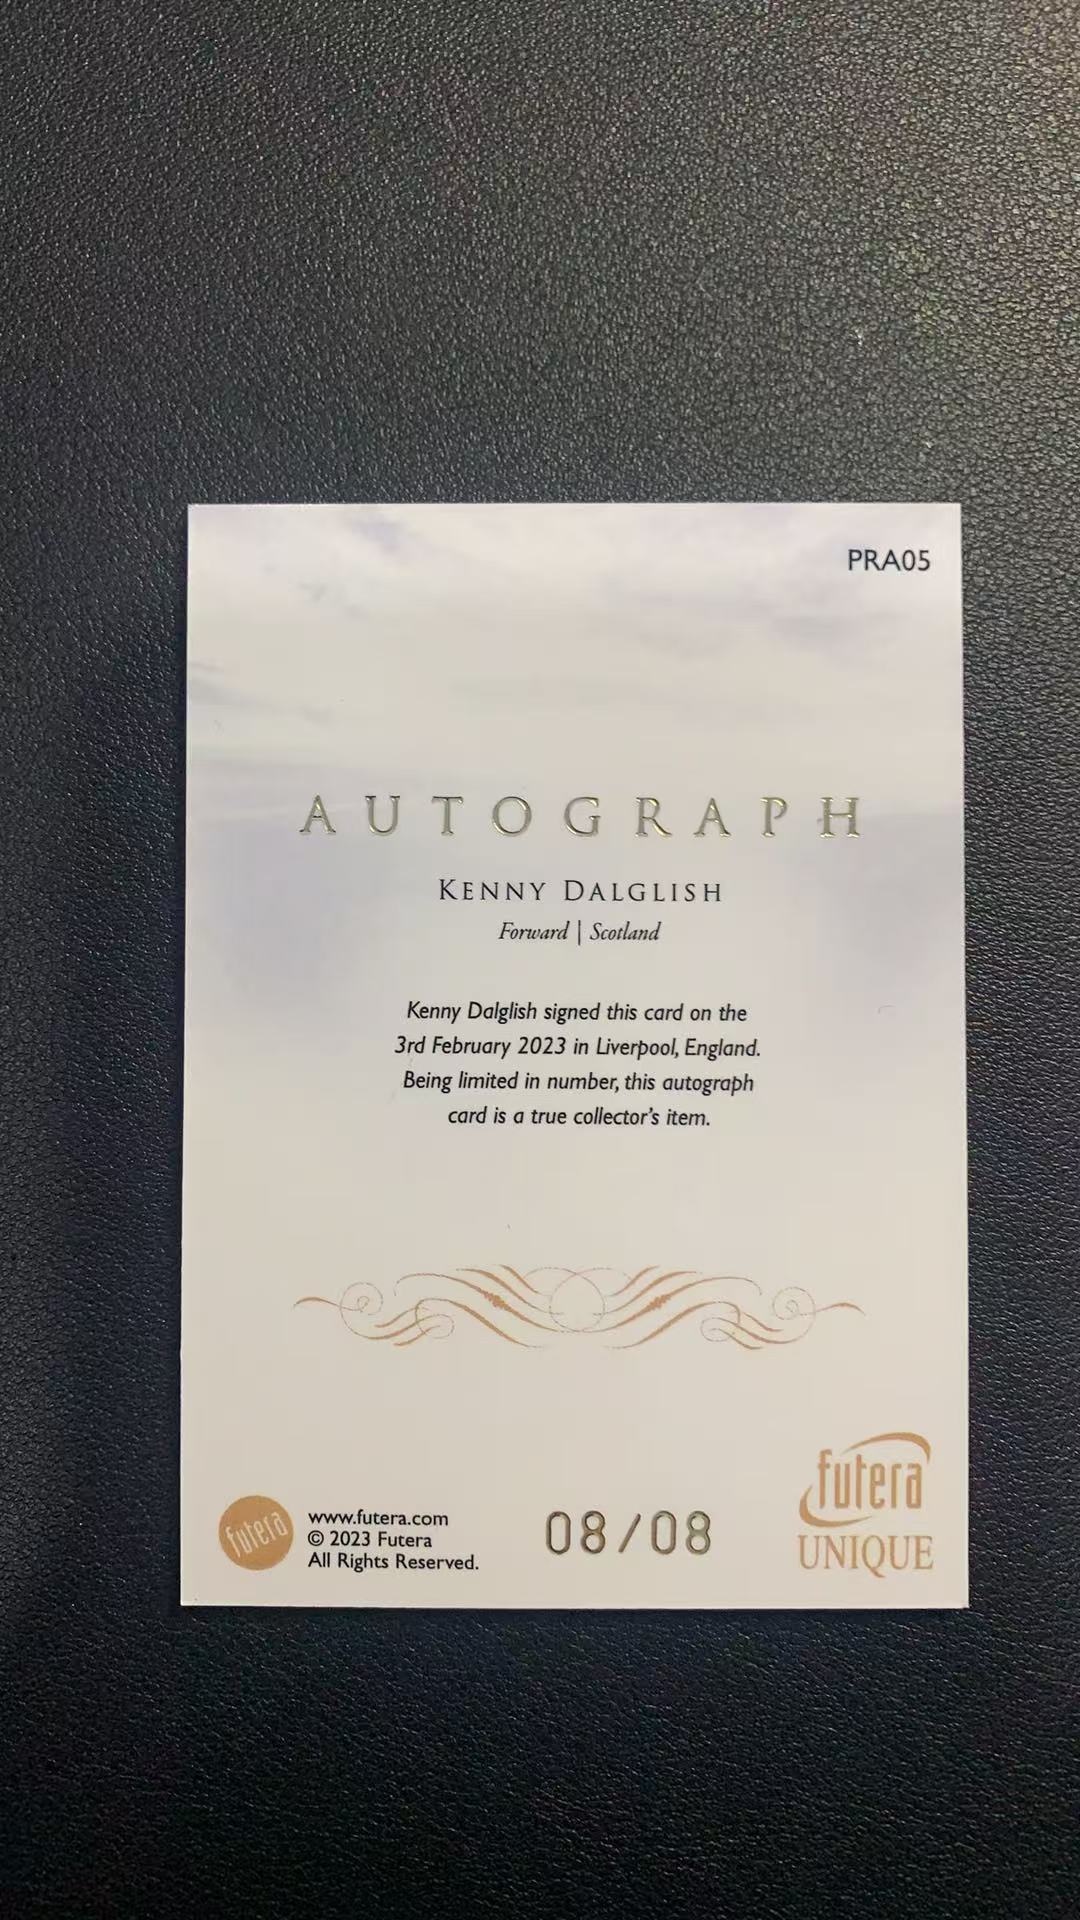 PRA05
AUTOGRAPH
KENNY DALGLISH
Forward | Scotland
Kenny Dalglish signed this card on the
3rd February 2023 in Liverpool, England.
Being limited in number, this autograph
card is a true collector's item.
futera
www.futera.com
© 2023 Futera
All Rights Reserved.
08/08
futera
UNIQUE